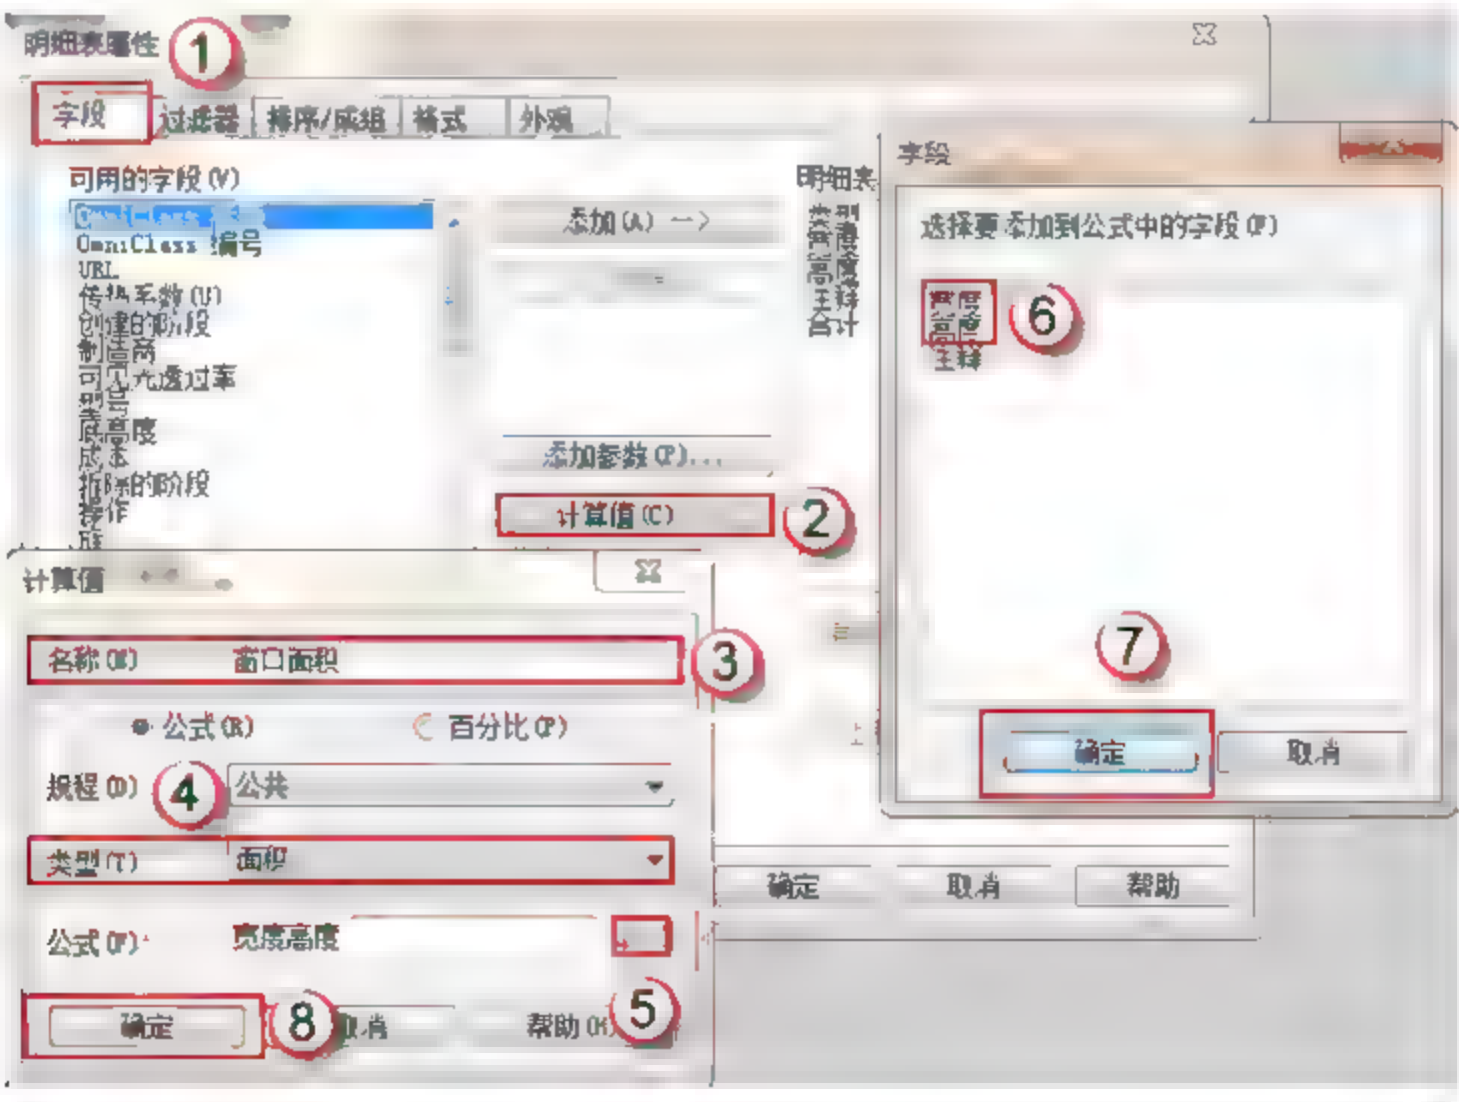 明细表属性
1
字段
过滤器
排序/成组
格式
外观
可用的字段(V)
OmniClass 编号
URL
传热系数(U)
创建的阶段
制造商
可见光透过率
型号
底高度
成本
拆除的阶段
操作
添加(A) -->
添加参数(P)...
计算值(C)
2
明细表
类型
宽度
高度
注释
合计
字段
选择要添加到公式中的字段(F)
宽度
高度
注释
6
7
确定
取消
计算值
名称(N)
窗口面积
3
公式(R)
百分比(P)
规程(D)
4
公共
类型(T)
面积
公式(F)
宽度高度
5
确定
8
取消
帮助(H)
确定
取消
帮助